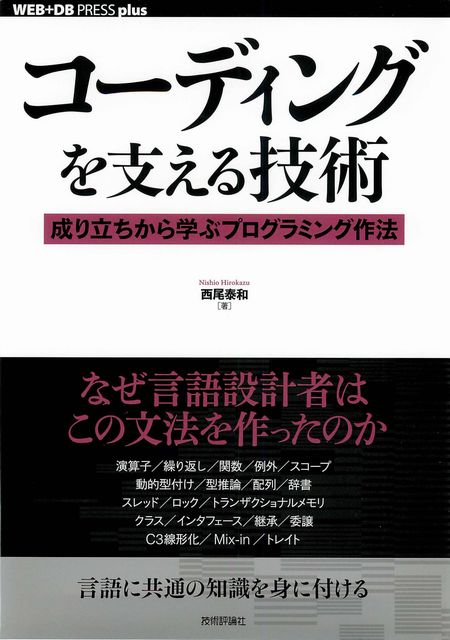 WEB+DB PRESS plus
コーディング
を支える技術
成り立ちから学ぶプログラミング作法
Nishio Hirokazu
西尾泰和
[著]
なぜ言語設計者は
この文法を作ったのか
演算子／繰り返し／関数／例外／スコープ
動的型付け／型推論／配列／辞書
スレッド／ロック／トランザクショナルメモリ
クラス／インタフェース／継承／委譲
C3線形化／Mix-in／トレイト
言語に共通の知識を身に付ける
技術評論社